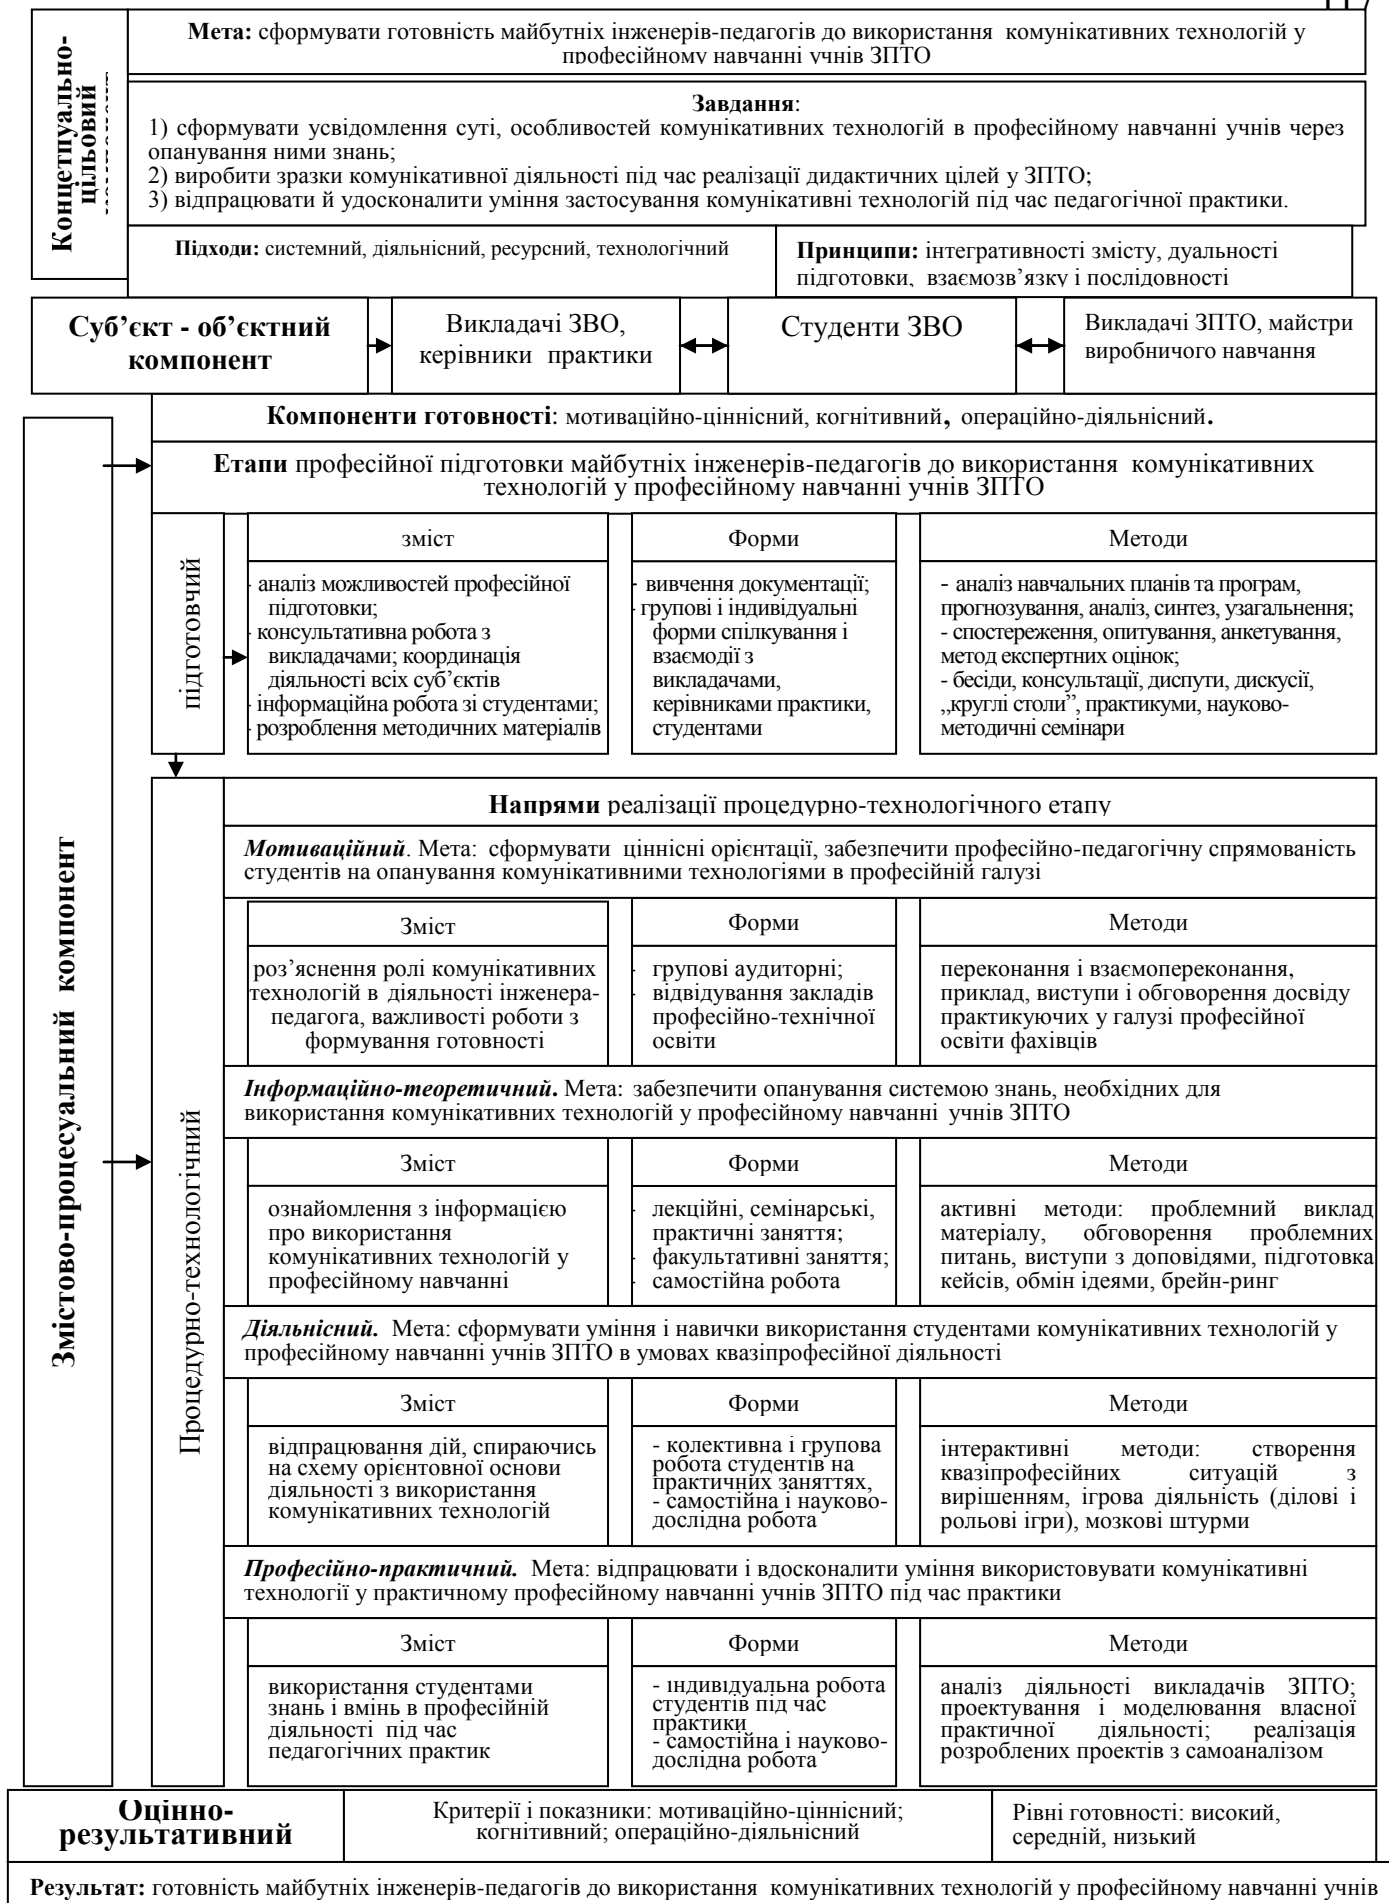 Концетпуально-
цільовий
Мета: сформувати готовність майбутніх інженерів-педагогів до використання комунікативних технологій у
професійному навчанні учнів ЗПТО
Завдання:
1) сформувати усвідомлення суті, особливостей комунікативних технологій в професійному навчанні учнів через
опанування ними знань;
2) виробити зразки комунікативної діяльності під час реалізації дидактичних цілей у ЗПТО;
3) відпрацювати й удосконалити уміння застосування комунікативні технологій під час педагогічної практики.
Підходи: системний, діяльнісний, ресурсний, технологічний
Принципи: інтегративності змісту, дуальності
підготовки, взаємозв’язку і послідовності
Суб’єкт - об’єктний
компонент
Викладачі ЗВО,
керівники практики
Студенти ЗВО
Викладачі ЗПТО, майстри
виробничого навчання
Змістово-процесуальний компонент
Компоненти готовності: мотиваційно-ціннісний, когнітивний, операційно-діяльнісний.
Етапи професійної підготовки майбутніх інженерів-педагогів до використання комунікативних
технологій у професійному навчанні учнів ЗПТО
підготовчий
зміст
- аналіз можливостей професійної
підготовки;
- консультативна робота з
викладачами; координація
діяльності всіх суб’єктів
- інформаційна робота зі студентами;
- розроблення методичних матеріалів
Форми
- вивчення документації;
- групові і індивідуальні
форми спілкування і
взаємодії з
викладачами,
керівниками практики,
студентами
Методи
- аналіз навчальних планів та програм,
прогнозування, аналіз, синтез, узагальнення;
- спостереження, опитування, анкетування,
метод експертних оцінок;
- бесіди, консультації, диспути, дискусії,
„круглі столи”, практикуми, науково-
методичні семінари
Процедурно-технологічний
Напрями реалізації процедурно-технологічного етапу
Мотиваційний. Мета: сформувати ціннісні орієнтації, забезпечити професійно-педагогічну спрямованість
студентів на опанування комунікативними технологіями в професійній галузі
Зміст
роз’яснення ролі комунікативних
технологій в діяльності інженера-
педагога, важливості роботи з
формування готовності
Форми
- групові аудиторні;
- відвідування закладів
професійно-технічної
освіти
Методи
переконання і взаємопереконання,
приклад, виступи і обговорення досвіду
практикуючих у галузі професійної
освіти фахівців
Інформаційно-теоретичний. Мета: забезпечити опанування системою знань, необхідних для
використання комунікативних технологій у професійному навчанні учнів ЗПТО
Зміст
ознайомлення з інформацією
про використання
комунікативних технологій у
професійному навчанні
Форми
- лекційні, семінарські,
практичні заняття;
- факультативні заняття;
- самостійна робота
Методи
активні методи: проблемний виклад
матеріалу, обговорення проблемних
питань, виступи з доповідями, підготовка
кейсів, обмін ідеями, брейн-ринг
Діяльнісний. Мета: сформувати уміння і навички використання студентами комунікативних технологій у
професійному навчанні учнів ЗПТО в умовах квазіпрофесійної діяльності
Зміст
відпрацювання дій, спираючись
на схему орієнтовної основи
діяльності з використання
комунікативних технологій
Форми
- колективна і групова
робота студентів на
практичних заняттях,
- самостійна і науково-
дослідна робота
Методи
інтерактивні методи: створення
квазіпрофесійних ситуацій з
вирішенням, ігрова діяльність (ділові і
рольові ігри), мозкові штурми
Професійно-практичний. Мета: відпрацювати і вдосконалити уміння використовувати комунікативні
технології у практичному професійному навчанні учнів ЗПТО під час практики
Зміст
використання студентами
знань і вмінь в професійній
діяльності під час
педагогічних практик
Форми
- індивідуальна робота
студентів під час
практики
- самостійна і науково-
дослідна робота
Методи
аналіз діяльності викладачів ЗПТО;
проектування і моделювання власної
практичної діяльності; реалізація
розроблених проектів з самоаналізом
Оцінно-
результативний
Критерії і показники: мотиваційно-ціннісний;
когнітивний; операційно-діяльнісний
Рівні готовності: високий,
середній, низький
Результат: готовність майбутніх інженерів-педагогів до використання комунікативних технологій у професійному навчанні учнів